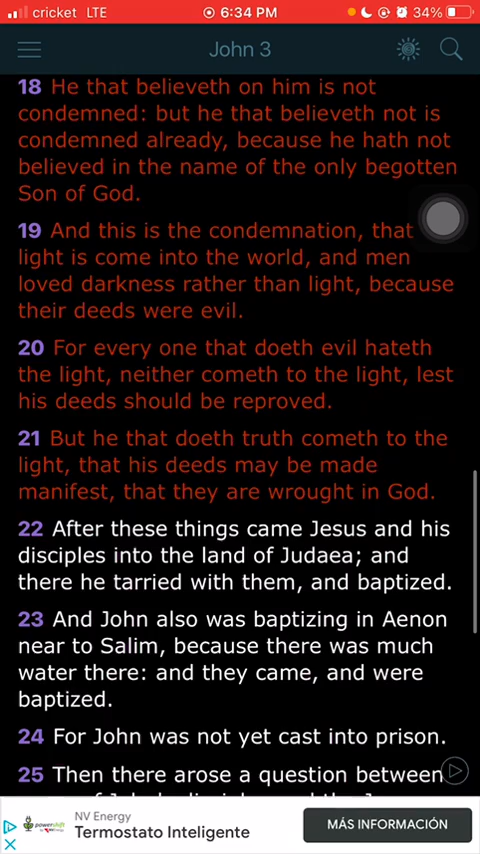 cricket LTE 6:34 PM 34%
John 3
18 He that believeth on him is not
condemned: but he that believeth not is
condemned already, because he hath not
believed in the name of the only begotten
Son of God.
19 And this is the condemnation, that
light is come into the world, and men
loved darkness rather than light, because
their deeds were evil.
20 For every one that doeth evil hateth
the light, neither cometh to the light, lest
his deeds should be reproved.
21 But he that doeth truth cometh to the
light, that his deeds may be made
manifest, that they are wrought in God.
22 After these things came Jesus and his
disciples into the land of Judaea; and
there he tarried with them, and baptized.
23 And John also was baptizing in Aenon
near to Salim, because there was much
water there: and they came, and were
baptized.
24 For John was not yet cast into prison.
25 Then there arose a question between
NV Energy
Termostato Inteligente
MÁS INFORMACIÓN